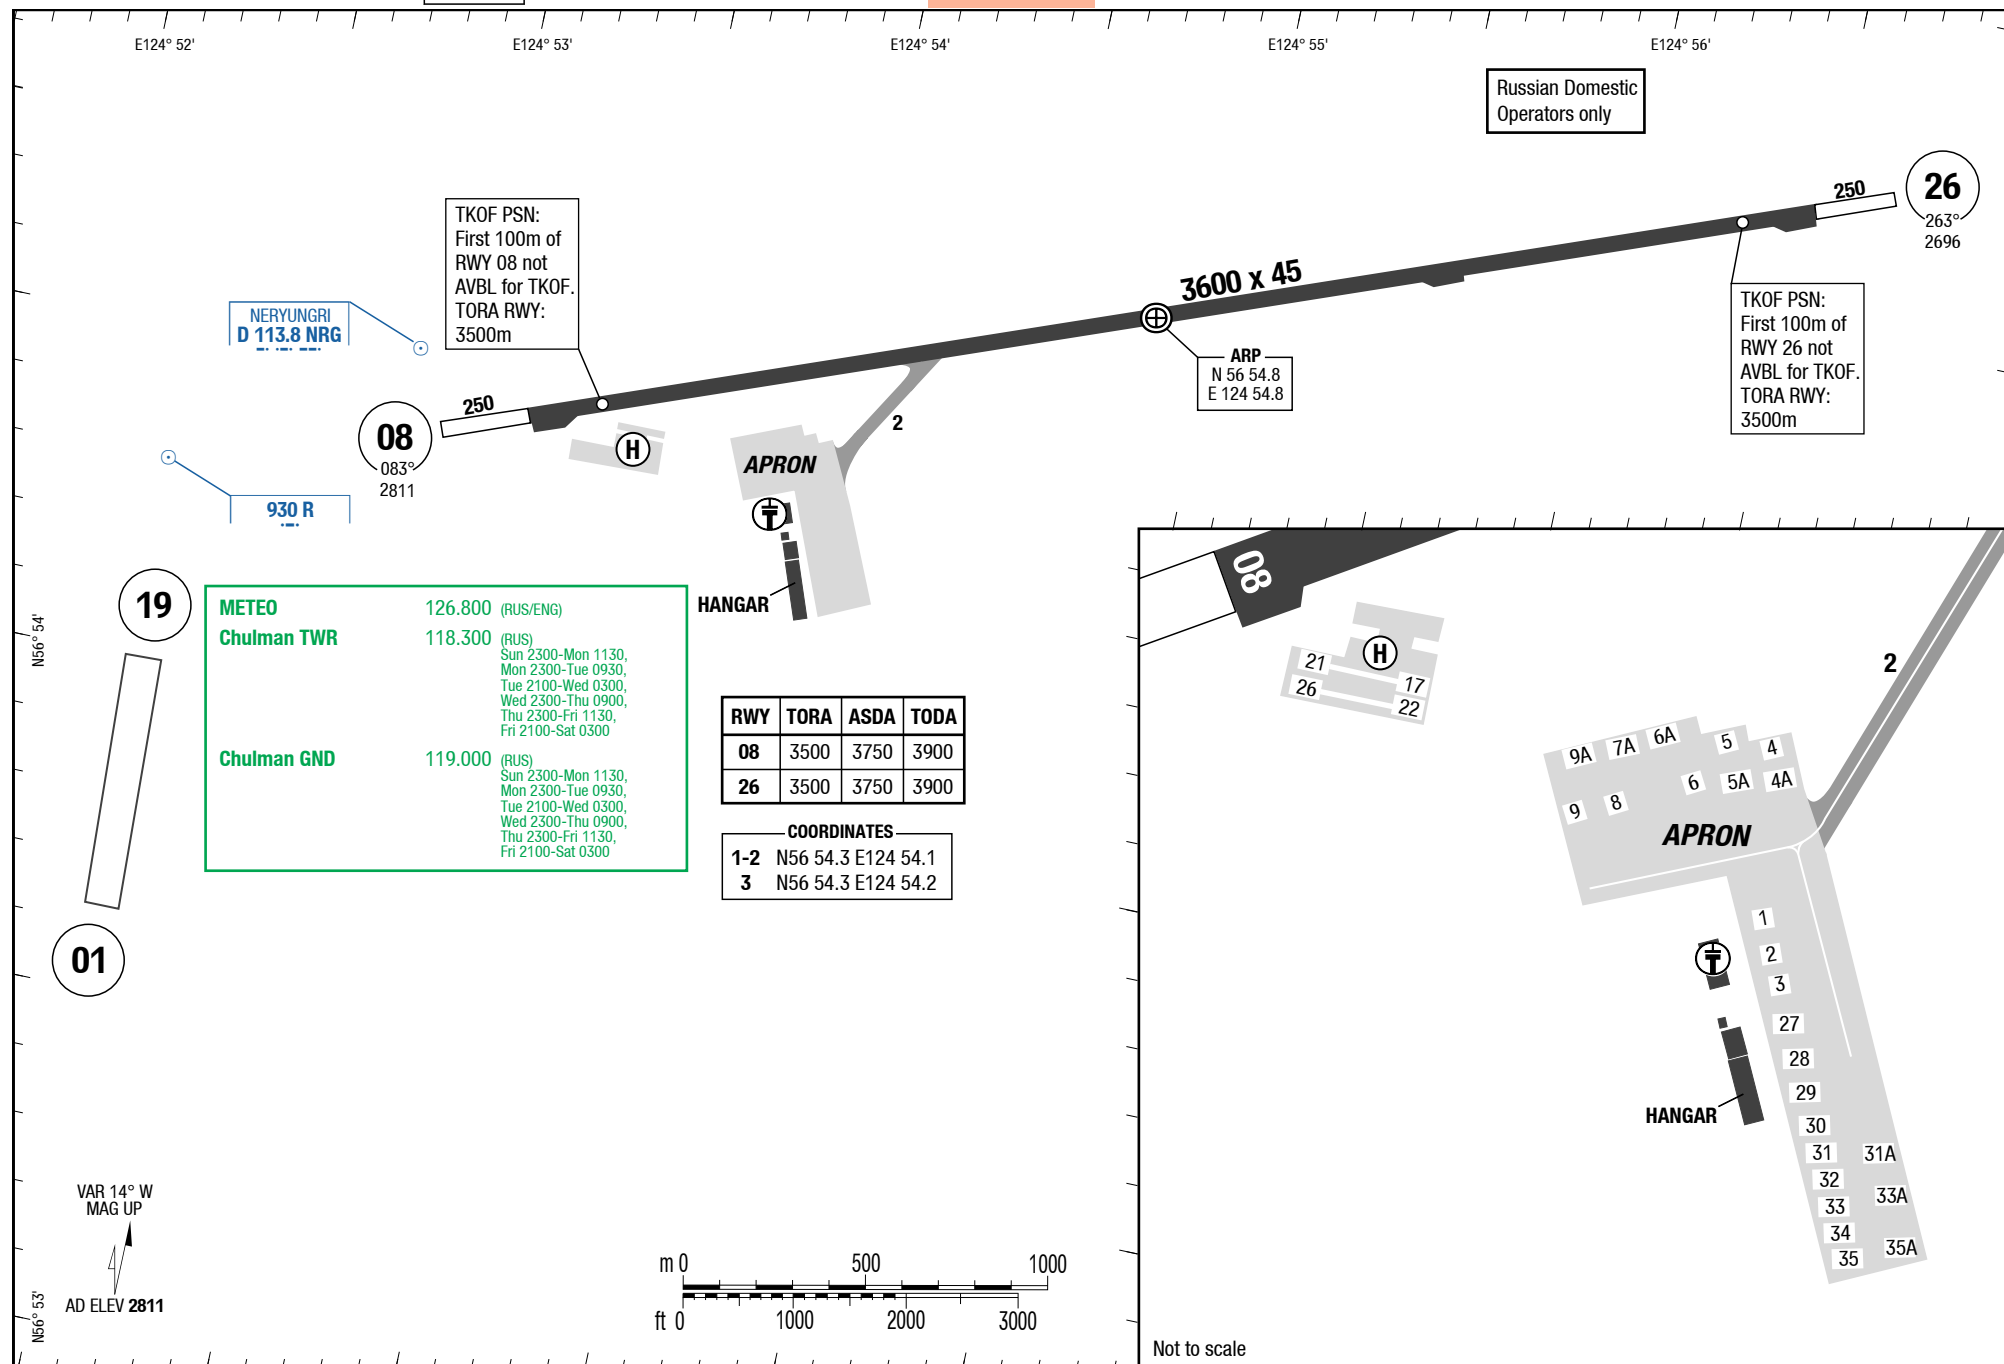 E124° 52'
E124° 53'
E124° 54'
E124° 55'
E124° 56'
Russian Domestic
Operators only
250
26
263°
2696
TKOF PSN:
First 100m of
RWY 08 not
AVBL for TKOF.
TORA RWY:
3500m
3600 x 45
NERYUNGRI
D 113.8 NRG
TKOF PSN:
First 100m of
RWY 26 not
AVBL for TKOF.
TORA RWY:
3500m
ARP
N 56 54.8
E 124 54.8
250
08
083°
2811
2
H
APRON
930 R
HANGAR
19
01
N56° 54'
METEO 126.800 (RUS/ENG)
Chulman TWR 118.300 (RUS)
Sun 2300-Mon 1130,
Mon 2300-Tue 0930,
Tue 2100-Wed 0300,
Wed 2300-Thu 0900,
Thu 2300-Fri 1130,
Fri 2100-Sat 0300
Chulman GND 119.000 (RUS)
Sun 2300-Mon 1130,
Mon 2300-Tue 0930,
Tue 2100-Wed 0300,
Wed 2300-Thu 0900,
Thu 2300-Fri 1130,
Fri 2100-Sat 0300
RWY TORA ASDA TODA
08 3500 3750 3900
26 3500 3750 3900
COORDINATES
1-2 N56 54.3 E124 54.1
3 N56 54.3 E124 54.2
08
H
21
17
26
22
2
9A 7A 6A 5 4
9 8 6 5A 4A
APRON
1
2
3
27
28
29
HANGAR
30
31 31A
32
33 33A
34
35 35A
Not to scale
VAR 14° W
MAG UP
AD ELEV 2811
N56° 53'
m 0 500 1000
ft 0 1000 2000 3000